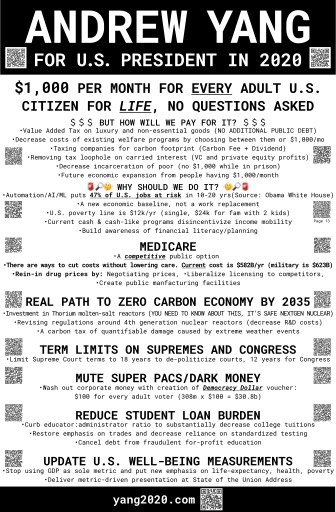 ANDREW YANG
FOR U.S. PRESIDENT IN 2020
$1,000 PER MONTH FOR EVERY ADULT U.S.
CITIZEN FOR LIFE, NO QUESTIONS ASKED
$ $ $ BUT HOW WILL WE PAY FOR IT? $ $ $
·Value Added Tax on luxury and non-essential goods (NO ADDITIONAL PUBLIC DEBT)
·Decrease costs of existing welfare programs by choosing between them or $1,000/mo
·Taxing companies for carbon footprint (Carbon Fee + Dividend)
·Removing tax loophole on carried interest (VC and private equity profits)
·Decrease incarceration of poor (no $1,000 while in prison)
·Future economic expansion from people having $1,000/month
WHY SHOULD WE DO IT?
·Automation/AI/ML puts 47% of U.S. jobs at risk in 10-20 yrs(Source: Obama White House)
·A new economic baseline, not a work replacement
·U.S. poverty line is $12k/yr (single, $24k for fam with 2 kids)
·Current cash & cash-like programs disincentivize income mobility
·Build awareness of financial literacy/planning
MEDICARE
·A competitive public option
·There are ways to cut costs without lowering care. Current cost is $582B/yr (military is $623B)
·Rein-in drug prices by: Negotiating prices, ·Liberalize licensing to competitors,
·Create public manfacturing facilities
REAL PATH TO ZERO CARBON ECONOMY BY 2035
·Investment in Thorium molten-salt reactors (YOU NEED TO KNOW ABOUT THIS, IT'S SAFE NEXTGEN NUCLEAR)
·Revising regulations around 4th generation nuclear reactors (decrease R&D costs)
·A carbon tax of quantifiable damage caused by extreme weather events
TERM LIMITS ON SUPREMES AND CONGRESS
·Limit Supreme Court terms to 18 years to de-politicize courts, 12 years for Congress
MUTE SUPER PACS/DARK MONEY
·Wash out corporate money with creation of Democracy Dollar voucher:
$100 for every adult voter (308m x $100 = $30.8b)
REDUCE STUDENT LOAN BURDEN
·Curb educator:administrator ratio to substantially decrease college tuitions
·Restore emphasis on trades and decrease reliance on standardized testing
·Cancel debt from fraudulent for-profit education
UPDATE U.S. WELL-BEING MEASUREMENTS
·Stop using GDP as sole metric and put new emphasis on life-expectancy, health, poverty
·Deliver metric-driven presentation at State of the Union Address
yang2020.com